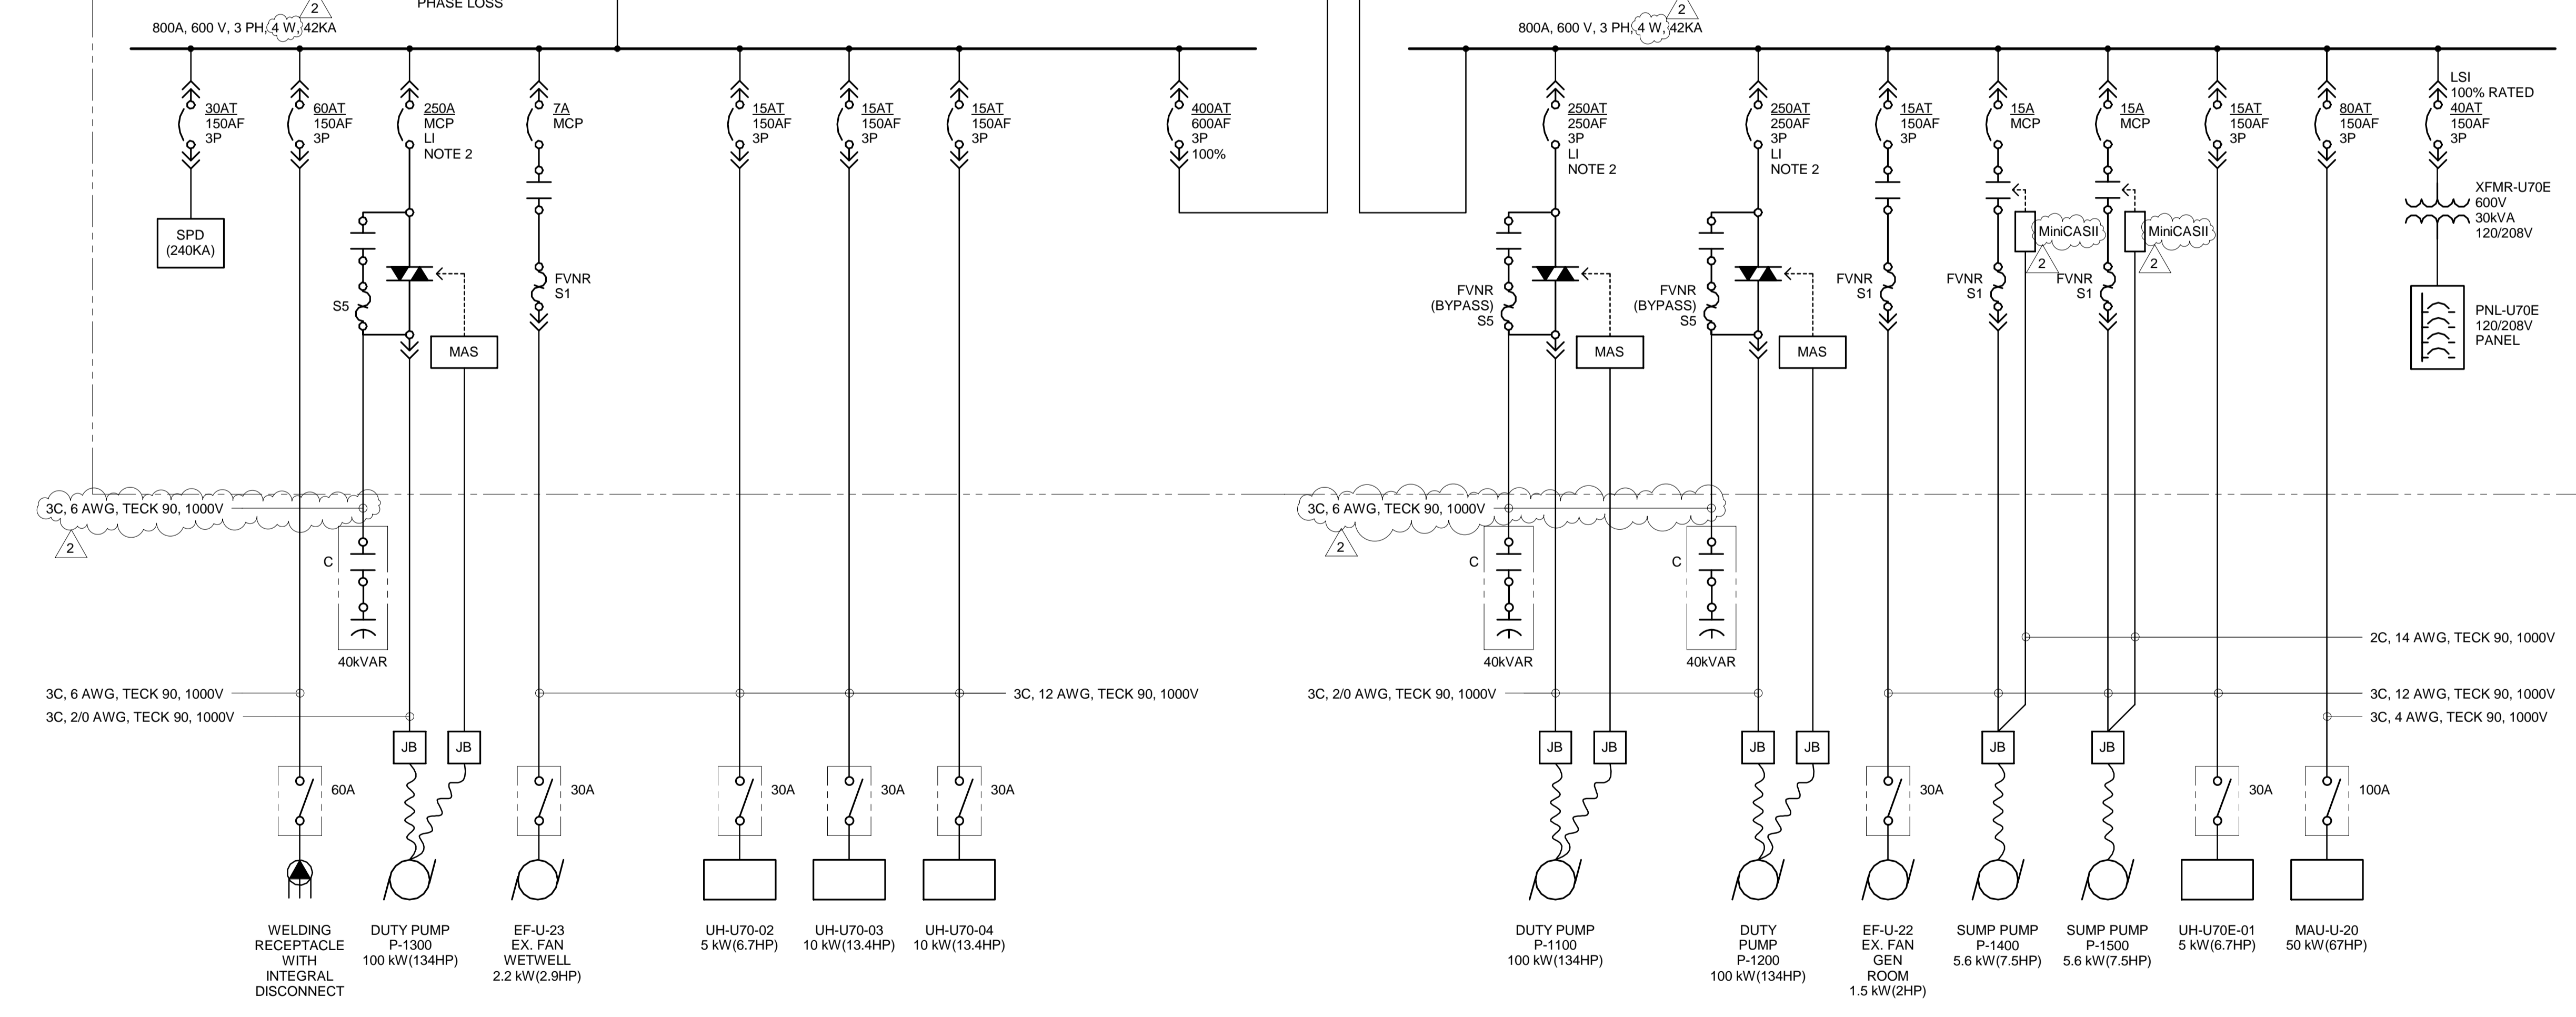 PHASE LOSS
2
800A, 600 V, 3 PH, 4 W, 42KA
30AT
150AF
3P
60AT
150AF
3P
250A
MCP
LI
NOTE 2
7A
MCP
15AT
150AF
3P
15AT
150AF
3P
15AT
150AF
3P
400AT
600AF
3P
100%
SPD
(240KA)
S5
FVNR
S1
MAS
3C, 6 AWG, TECK 90, 1000V
2
C
40kVAR
3C, 6 AWG, TECK 90, 1000V
3C, 2/0 AWG, TECK 90, 1000V
3C, 12 AWG, TECK 90, 1000V
JB
JB
60A
30A
30A
30A
30A
WELDING
RECEPTACLE
WITH
INTEGRAL
DISCONNECT
DUTY PUMP
P-1300
100 kW(134HP)
EF-U-23
EX. FAN
WETWELL
2.2 kW(2.9HP)
UH-U70-02
5 kW(6.7HP)
UH-U70-03
10 kW(13.4HP)
UH-U70-04
10 kW(13.4HP)
2
800A, 600 V, 3 PH, 4 W, 42KA
250AT
250AF
3P
LI
NOTE 2
250AT
250AF
3P
LI
NOTE 2
15AT
150AF
3P
15A
MCP
15A
MCP
15AT
150AF
3P
80AT
150AF
3P
LSI
100% RATED
40AT
150AF
3P
XFMR-U70E
600V
30kVA
120/208V
MiniCASII
2
MiniCASII
2
FVNR
(BYPASS)
S5
FVNR
(BYPASS)
S5
FVNR
S1
FVNR
S1
FVNR
S1
PNL-U70E
120/208V
PANEL
MAS
MAS
3C, 6 AWG, TECK 90, 1000V
2
C
C
40kVAR
40kVAR
2C, 14 AWG, TECK 90, 1000V
3C, 2/0 AWG, TECK 90, 1000V
3C, 12 AWG, TECK 90, 1000V
3C, 4 AWG, TECK 90, 1000V
JB
JB
JB
JB
JB
JB
30A
30A
100A
DUTY PUMP
P-1100
100 kW(134HP)
DUTY
PUMP
P-1200
100 kW(134HP)
EF-U-22
EX. FAN
GEN
ROOM
1.5 kW(2HP)
SUMP PUMP
P-1400
5.6 kW(7.5HP)
SUMP PUMP
P-1500
5.6 kW(7.5HP)
UH-U70E-01
5 kW(6.7HP)
MAU-U-20
50 kW(67HP)